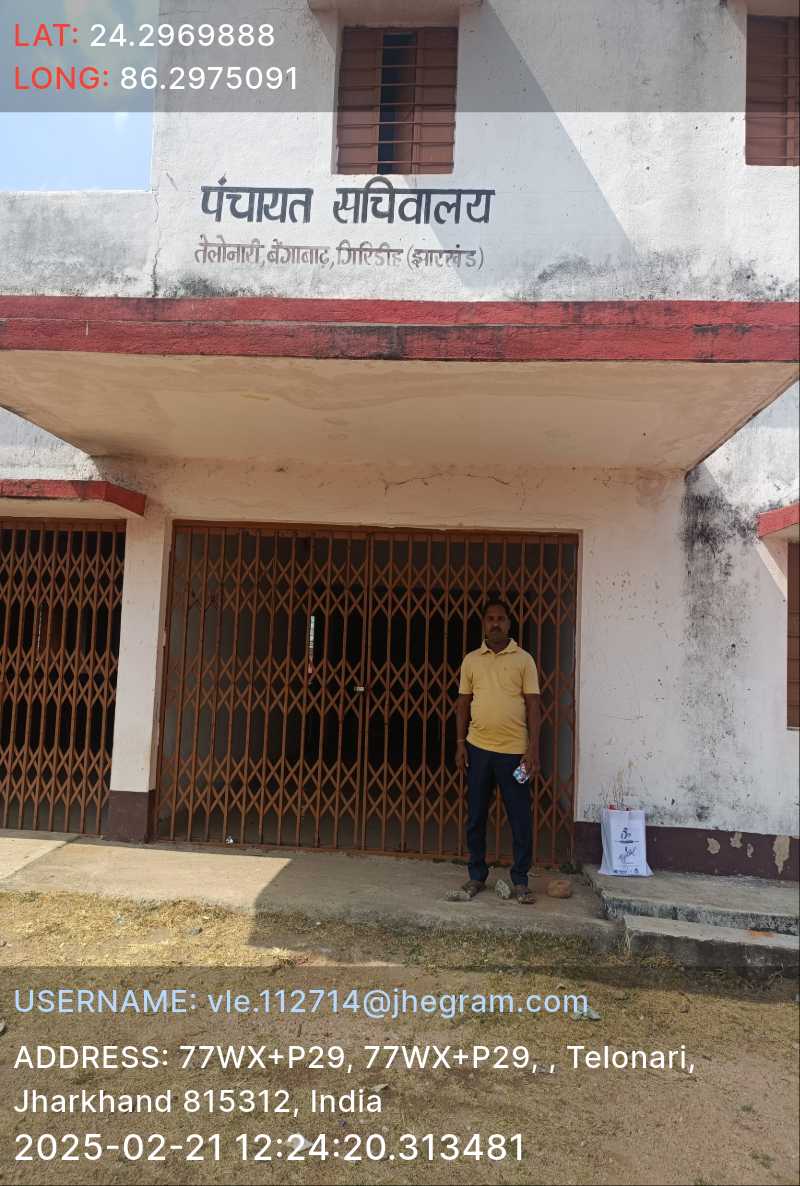 LAT: 24.2969888
LONG: 86.2975091
पंचायत सचिवालय
तेलोनारी, बेंगाबाद, गिरिडीह (झारखंड)
USERNAME: vle.112714@jhegram.com
ADDRESS: 77WX+P29, 77WX+P29, , Telonari,
Jharkhand 815312, India
2025-02-21 12:24:20.313481